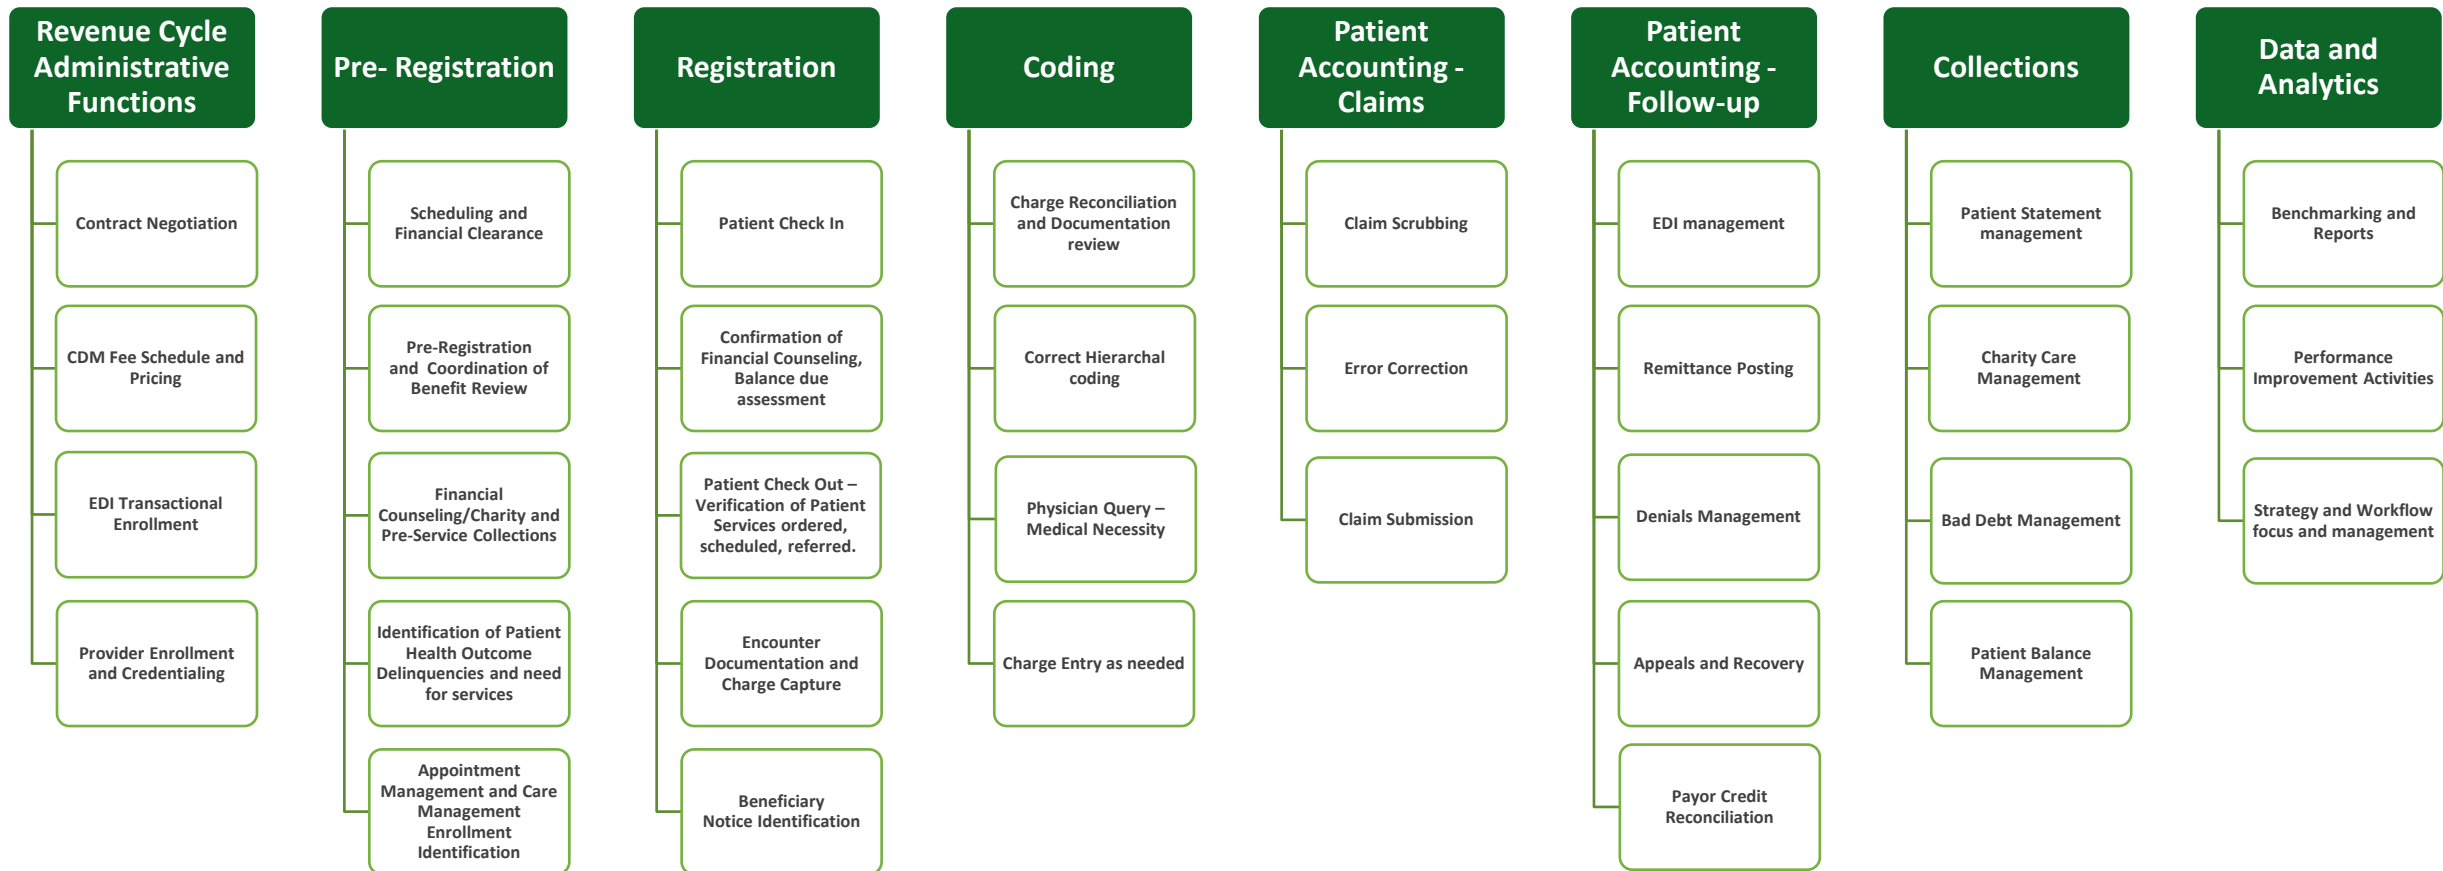 Revenue Cycle
Administrative
Functions
Contract Negotiation
CDM Fee Schedule and
Pricing
EDI Transactional
Enrollment
Provider Enrollment
and Credentialing
Pre- Registration
Scheduling and
Financial Clearance
Pre-Registration
and  Coordination of
Benefit Review
Financial
Counseling/Charity and
Pre-Service Collections
Identification of Patient
Health Outcome
Delinquencies and need
for services
Appointment
Management and Care
Management
Enrollment
Identification
Registration
Patient Check In
Confirmation of
Financial Counseling,
Balance due
assessment
Patient Check Out –
Verification of Patient
Services ordered,
scheduled, referred.
Encounter
Documentation and
Charge Capture
Beneficiary
Notice Identification
Coding
Charge Reconciliation
and Documentation
review
Correct Hierarchal
coding
Physician Query –
Medical Necessity
Charge Entry as needed
Patient
Accounting -
Claims
Claim Scrubbing
Error Correction
Claim Submission
Patient
Accounting -
Follow-up
EDI management
Remittance Posting
Denials Management
Appeals and Recovery
Payor Credit
Reconciliation
Collections
Patient Statement
management
Charity Care
Management
Bad Debt Management
Patient Balance
Management
Data and
Analytics
Benchmarking and
Reports
Performance
Improvement Activities
Strategy and Workflow
focus and management